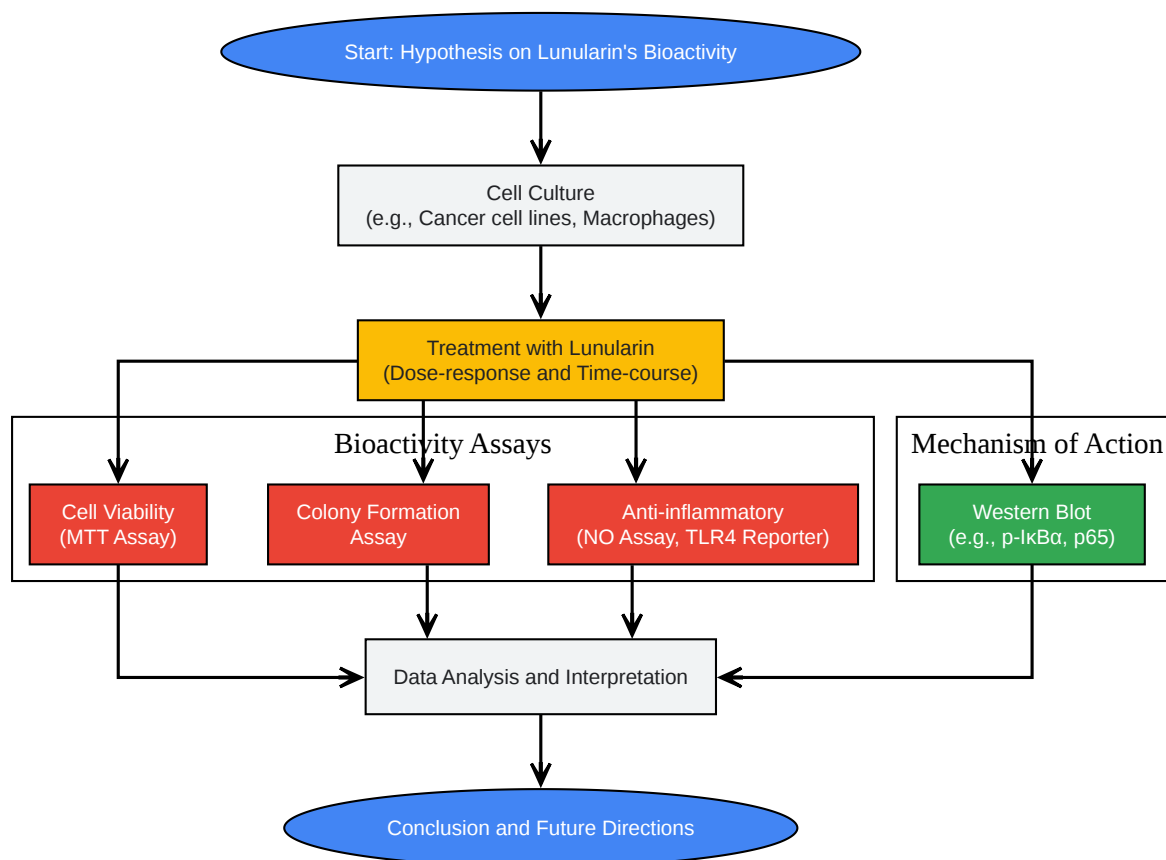 Start: Hypothesis on Lunularin's Bioactivity
Cell Culture
(e.g., Cancer cell lines, Macrophages)
Treatment with Lunularin
(Dose-response and Time-course)
Bioactivity Assays
Mechanism of Action
Cell Viability
(MTT Assay)
Colony Formation
Assay
Anti-inflammatory
(NO Assay, TLR4 Reporter)
Western Blot
(e.g., p-IκBα, p65)
Data Analysis and Interpretation
Conclusion and Future Directions